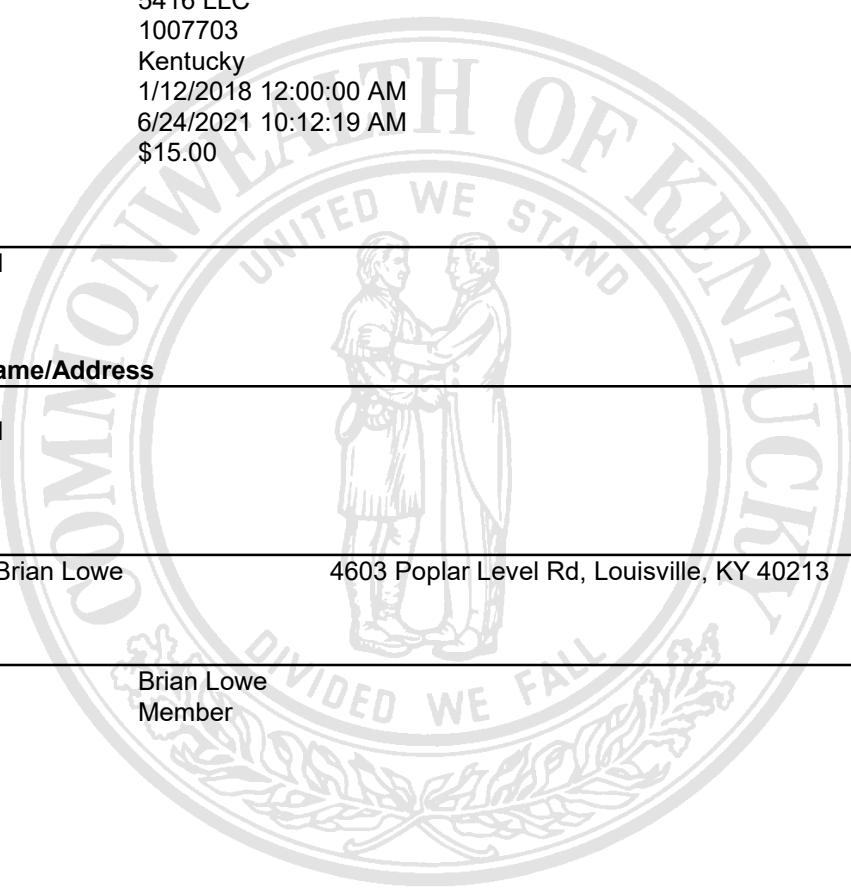 5416 LLC
1007703
Kentucky
1/12/2018 12:00:00 AM
6/24/2021 10:12:19 AM
$15.00
COMMONWEALTH OF KENTUCKY
UNITED WE STAND
ame/Address
Brian Lowe 4603 Poplar Level Rd, Louisville, KY 40213
DIVIDED WE FALL
Brian Lowe
Member